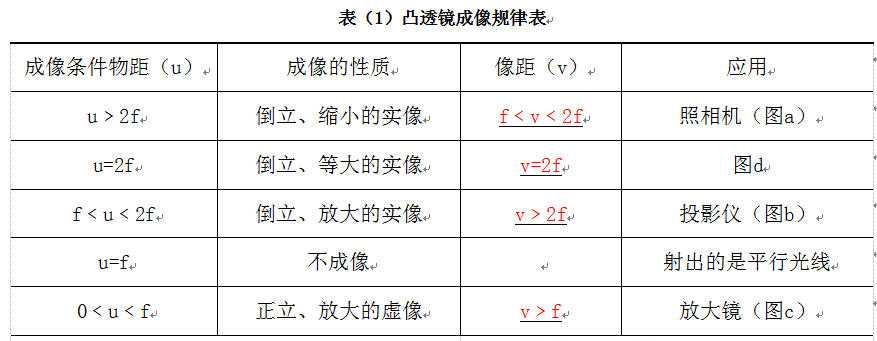 表（1）凸透镜成像规律表
成像条件物距（u） 成像的性质 像距（v） 应用
u﹥2f 倒立、缩小的实像 f﹤v﹤2f 照相机（图a）
u=2f 倒立、等大的实像 v=2f 图d
f﹤u﹤2f 倒立、放大的实像 v﹥2f 投影仪（图b）
u=f 不成像 射出的是平行光线
0﹤u﹤f 正立、放大的虚像 v﹥f 放大镜（图c）